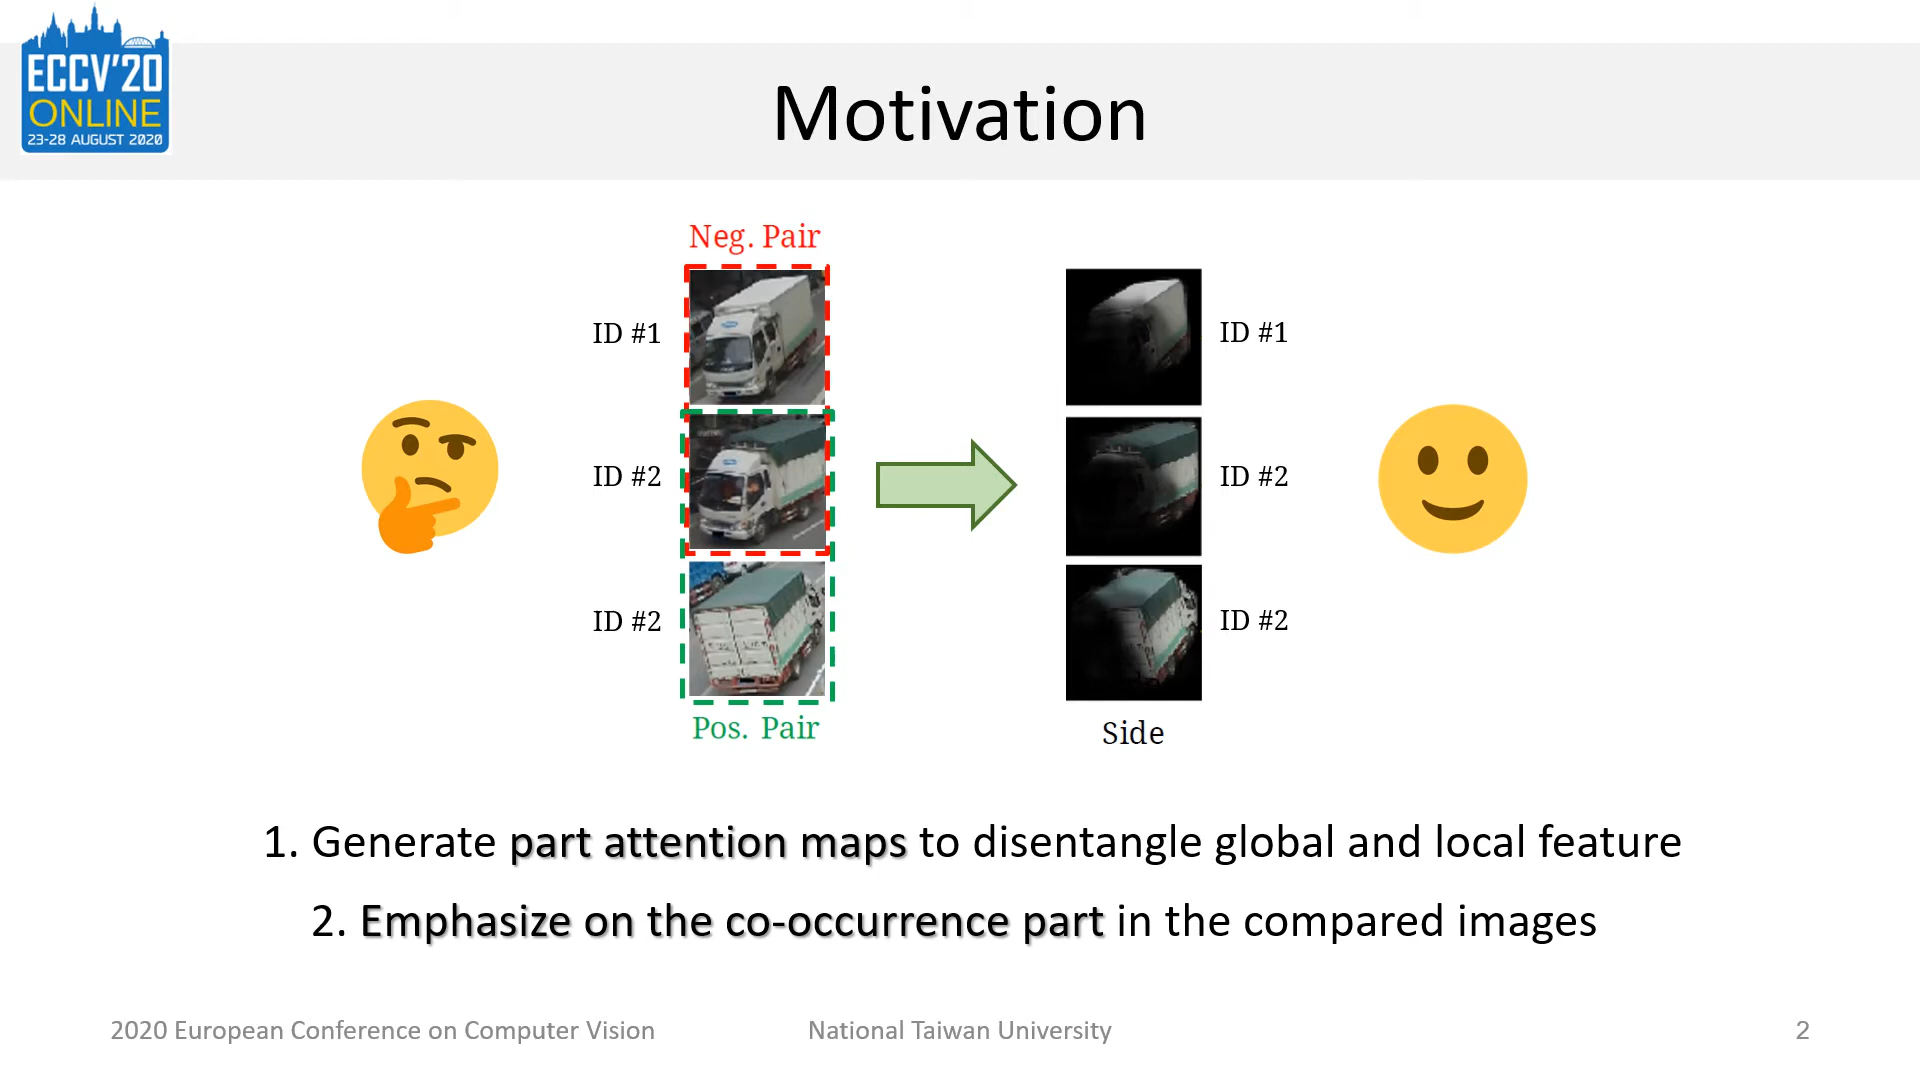 ECCV'20
ONLINE
23-28 AUGUST 2020
Motivation
Neg. Pair
ID #1
ID #2
ID #2
Pos. Pair
ID #1
ID #2
ID #2
Side
1. Generate part attention maps to disentangle global and local feature
2. Emphasize on the co-occurrence part in the compared images
2020 European Conference on Computer Vision
National Taiwan University
2